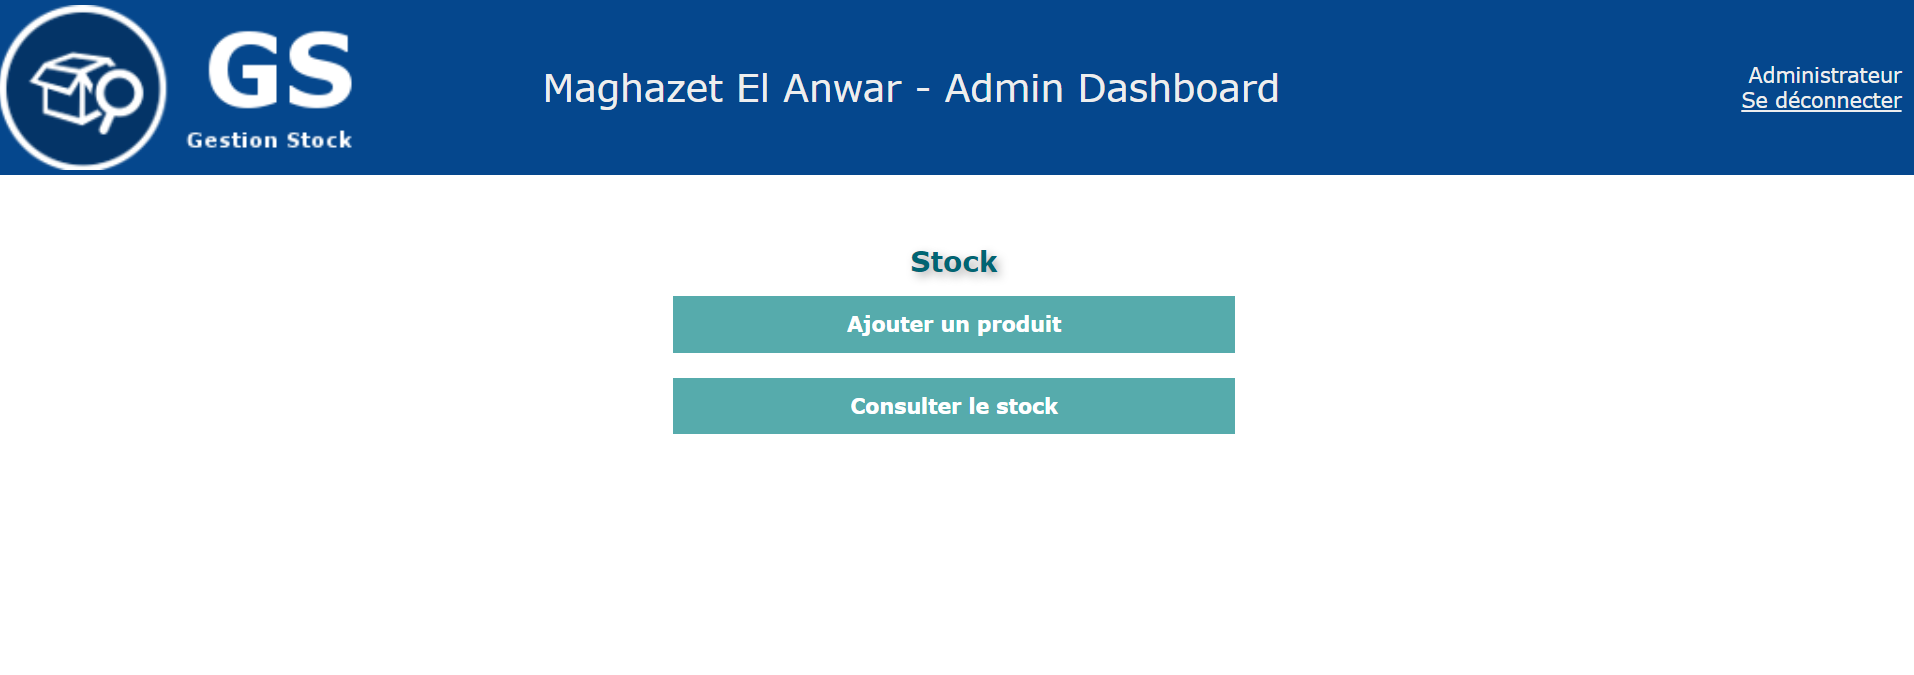 GS
Gestion Stock
Maghazet El Anwar - Admin Dashboard
Administrateur
Se déconnecter
Stock
Ajouter un produit
Consulter le stock